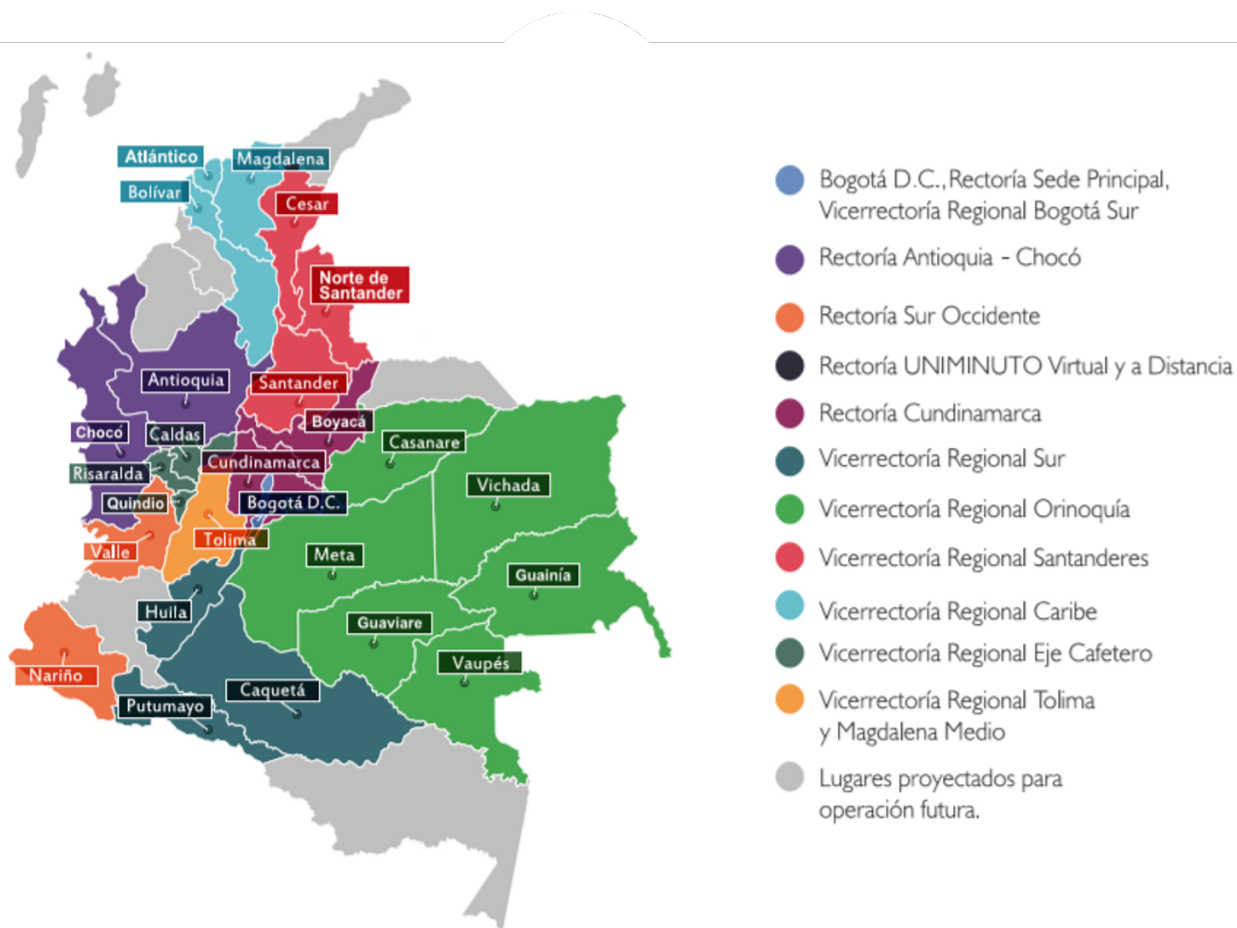 Atlántico
Magdalena
Bolívar
Cesar
Norte de
Santander
Antioquia
Santander
Boyacá
Chocó
Caldas
Casanare
Cundinamarca
Risaralda
Vichada
Quindio
Bogotá D.C.
Valle
Tolima
Meta
Guainía
Huila
Guaviare
Vaupés
Nariño
Caquetá
Putumayo
Bogotá D.C., Rectoría Sede Principal,
Vicerrectoría Regional Bogotá Sur
Rectoría Antioquia - Chocó
Rectoría Sur Occidente
Rectoría UNIMINUTO Virtual y a Distancia
Rectoría Cundinamarca
Vicerrectoría Regional Sur
Vicerrectoría Regional Orinoquía
Vicerrectoría Regional Santanderes
Vicerrectoría Regional Caribe
Vicerrectoría Regional Eje Cafetero
Vicerrectoría Regional Tolima
y Magdalena Medio
Lugares proyectados para
operación futura.